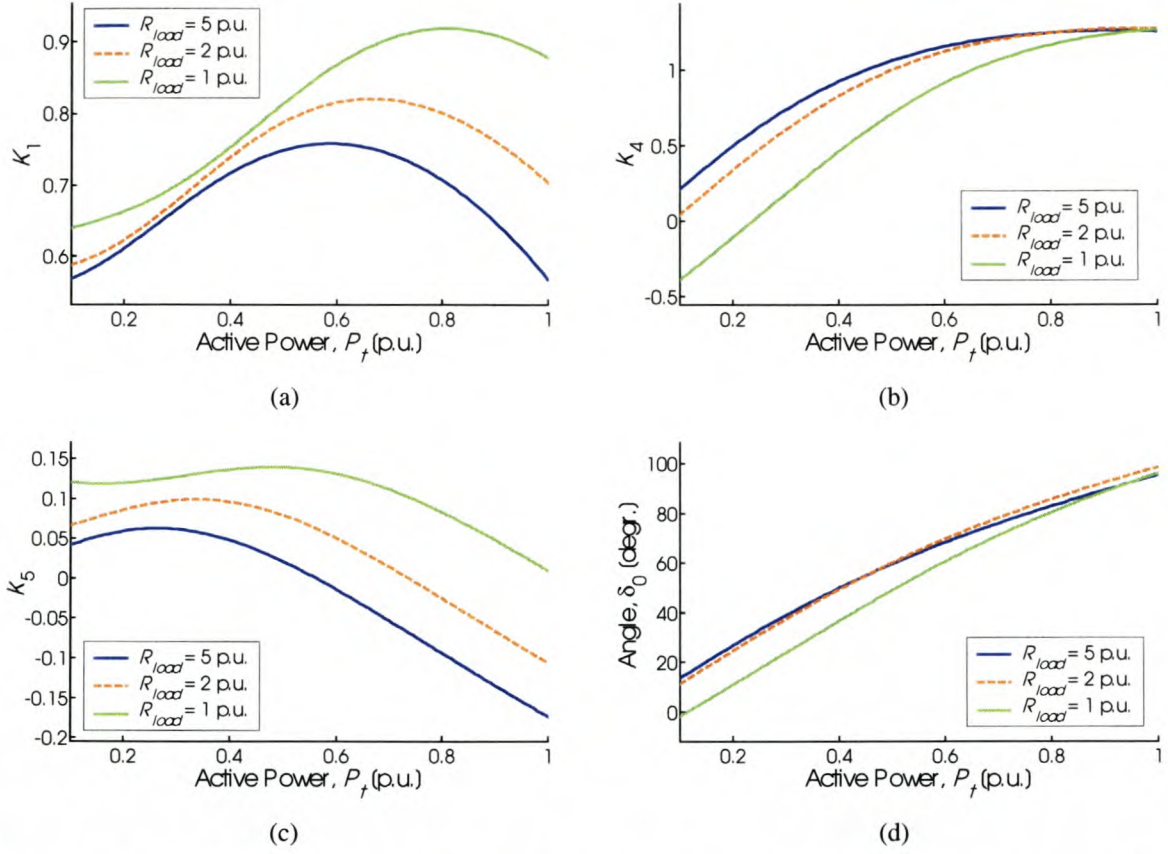 R_load = 5 p.u.
R_load = 2 p.u.
R_load = 1 p.u.
0.9
0.8
0.7
0.6
K_1
0.2 0.4 0.6 0.8 1
Active Power, P_t (p.u.)
(a)
1
0.5
0
-0.5
K_4
R_load = 5 p.u.
R_load = 2 p.u.
R_load = 1 p.u.
0.2 0.4 0.6 0.8 1
Active Power, P_t (p.u.)
(b)
0.15
0.1
0.05
0
-0.05
-0.1
-0.15
-0.2
K_5
R_load = 5 p.u.
R_load = 2 p.u.
R_load = 1 p.u.
0.2 0.4 0.6 0.8 1
Active Power, P_t (p.u.)
(c)
100
80
60
40
20
0
Angle, δ_0 (degr.)
R_load = 5 p.u.
R_load = 2 p.u.
R_load = 1 p.u.
0.2 0.4 0.6 0.8 1
Active Power, P_t (p.u.)
(d)